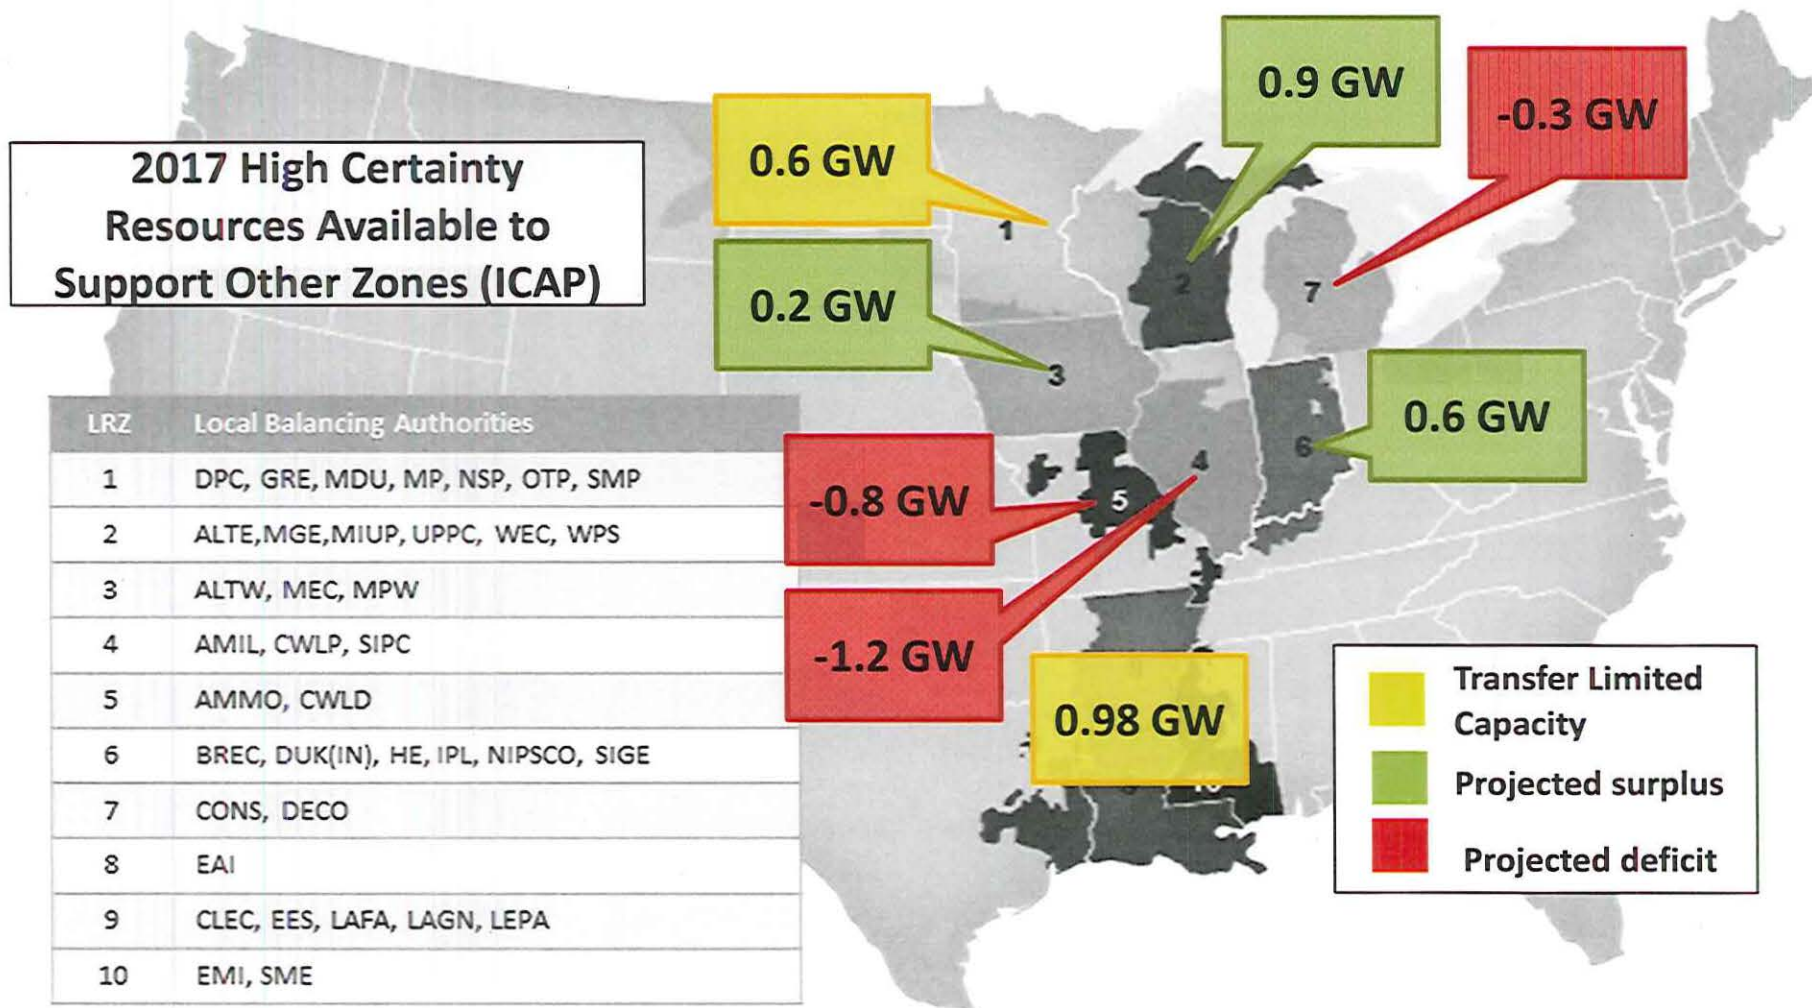 2017 High Certainty
Resources Available to
Support Other Zones (ICAP)
0.6 GW
0.9 GW
-0.3 GW
0.2 GW
0.6 GW
-0.8 GW
-1.2 GW
0.98 GW
1
2
7
3
6
4
5
LRZ Local Balancing Authorities
1 DPC, GRE, MDU, MP, NSP, OTP, SMP
2 ALTE,MGE,MIUP, UPPC, WEC, WPS
3 ALTW, MEC, MPW
4 AMIL, CWLP, SIPC
5 AMMO, CWLD
6 BREC, DUK(IN), HE, IPL, NIPSCO, SIGE
7 CONS, DECO
8 EAI
9 CLEC, EES, LAFA, LAGN, LEPA
10 EMI, SME
Transfer Limited
Capacity
Projected surplus
Projected deficit